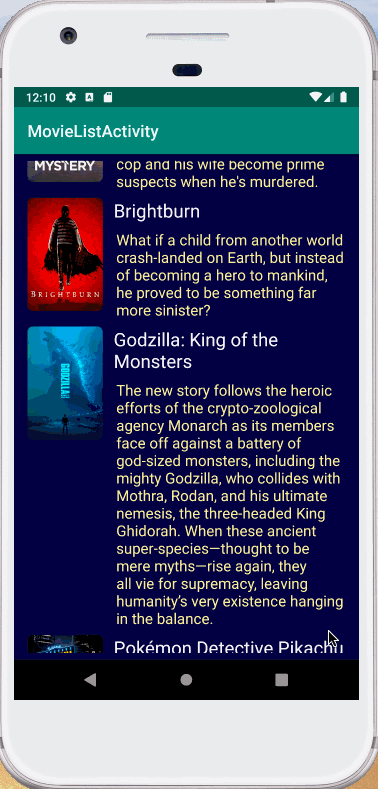 12:10
MovieListActivity
MYSTERY
cop and his wife become prime
suspects when he's murdered.
BRIGHTBURN
Brightburn
What if a child from another world
crash-landed on Earth, but instead
of becoming a hero to mankind,
he proved to be something far
more sinister?
GODZILLA
Godzilla: King of the
Monsters
The new story follows the heroic
efforts of the crypto-zoological
agency Monarch as its members
face off against a battery of
god-sized monsters, including the
mighty Godzilla, who collides with
Mothra, Rodan, and his ultimate
nemesis, the three-headed King
Ghidorah. When these ancient
super-species—thought to be
mere myths—rise again, they
all vie for supremacy, leaving
humanity's very existence hanging
in the balance.
Pokémon Detective Pikachu